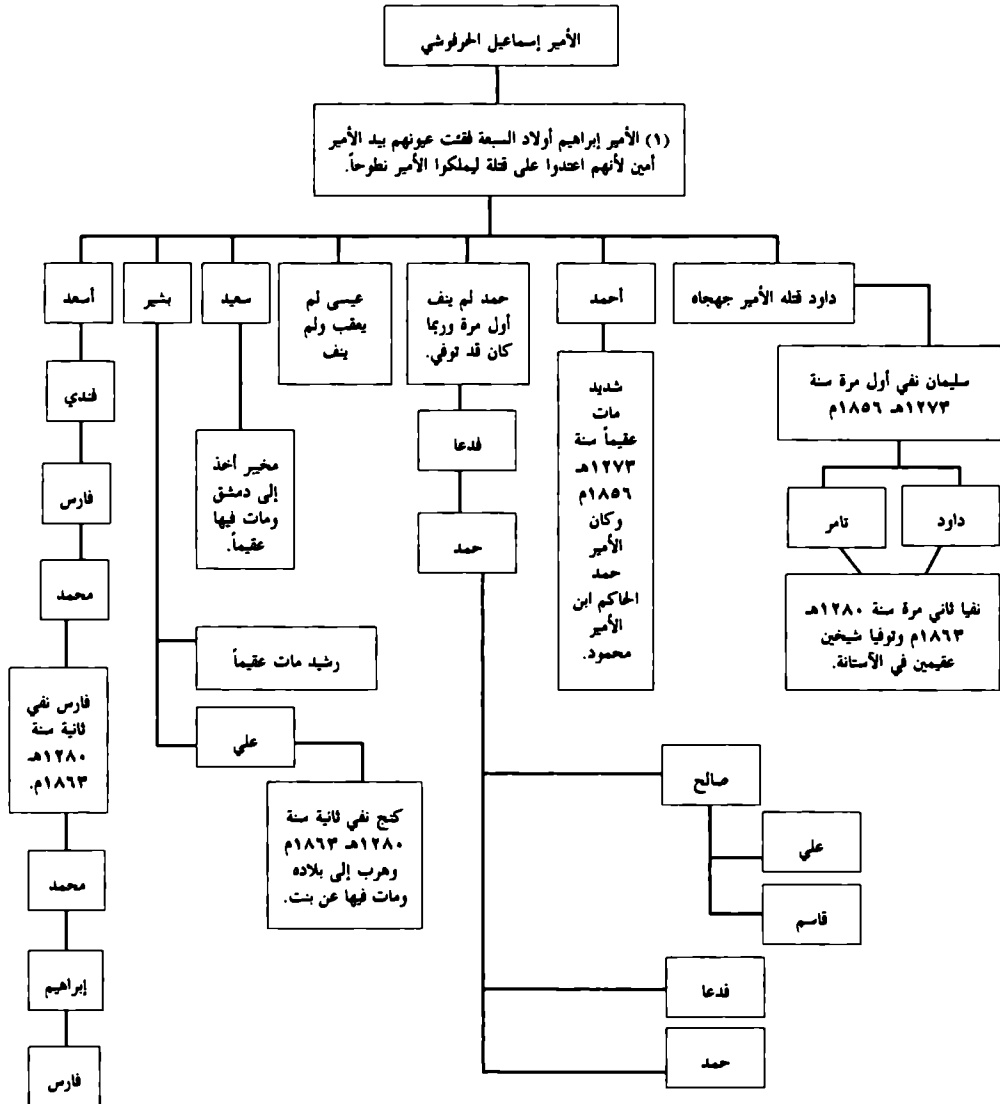 الأمير إسماعيل الحرفوشي
(١) الأمير إبراهيم أولاد السبعة فقئت عيونهم بيد الأمير
أمين لأنهم اعتدوا على قتلة ليملكوا الأمير نطوحاً.
داود قتله الأمير جهجاه
سليمان نفي أول مرة سنة
١٢٧٣هـ ١٨٥٦م
داود
تامر
نفيا ثاني مرة سنة ١٢٨٠هـ
١٨٦٣م وتوفيا شيخين
عقيمين في الآستانة.
أحمد
شديد
مات
عقيماً سنة
١٢٧٣هـ
١٨٥٦م
وكان
الأمير
حمد
الحاكم ابن
الأمير
محمود.
حمد لم ينف
أول مرة وربما
كان قد توفي.
فدعا
حمد
صالح
علي
قاسم
فدعا
حمد
عيسى لم
يعقب ولم
ينف
سعيد
مخيبر أخذ
إلى دمشق
ومات فيها
عقيماً.
بشير
رشيد مات عقيماً
علي
كنج نفي ثانية سنة
١٢٨٠هـ ١٨٦٣م
وهرب إلى بلاده
ومات فيها عن بنت.
أسعد
فندي
فارس
محمد
فارس نفي
ثانية سنة
١٢٨٠هـ
١٨٦٣م.
محمد
إبراهيم
فارس